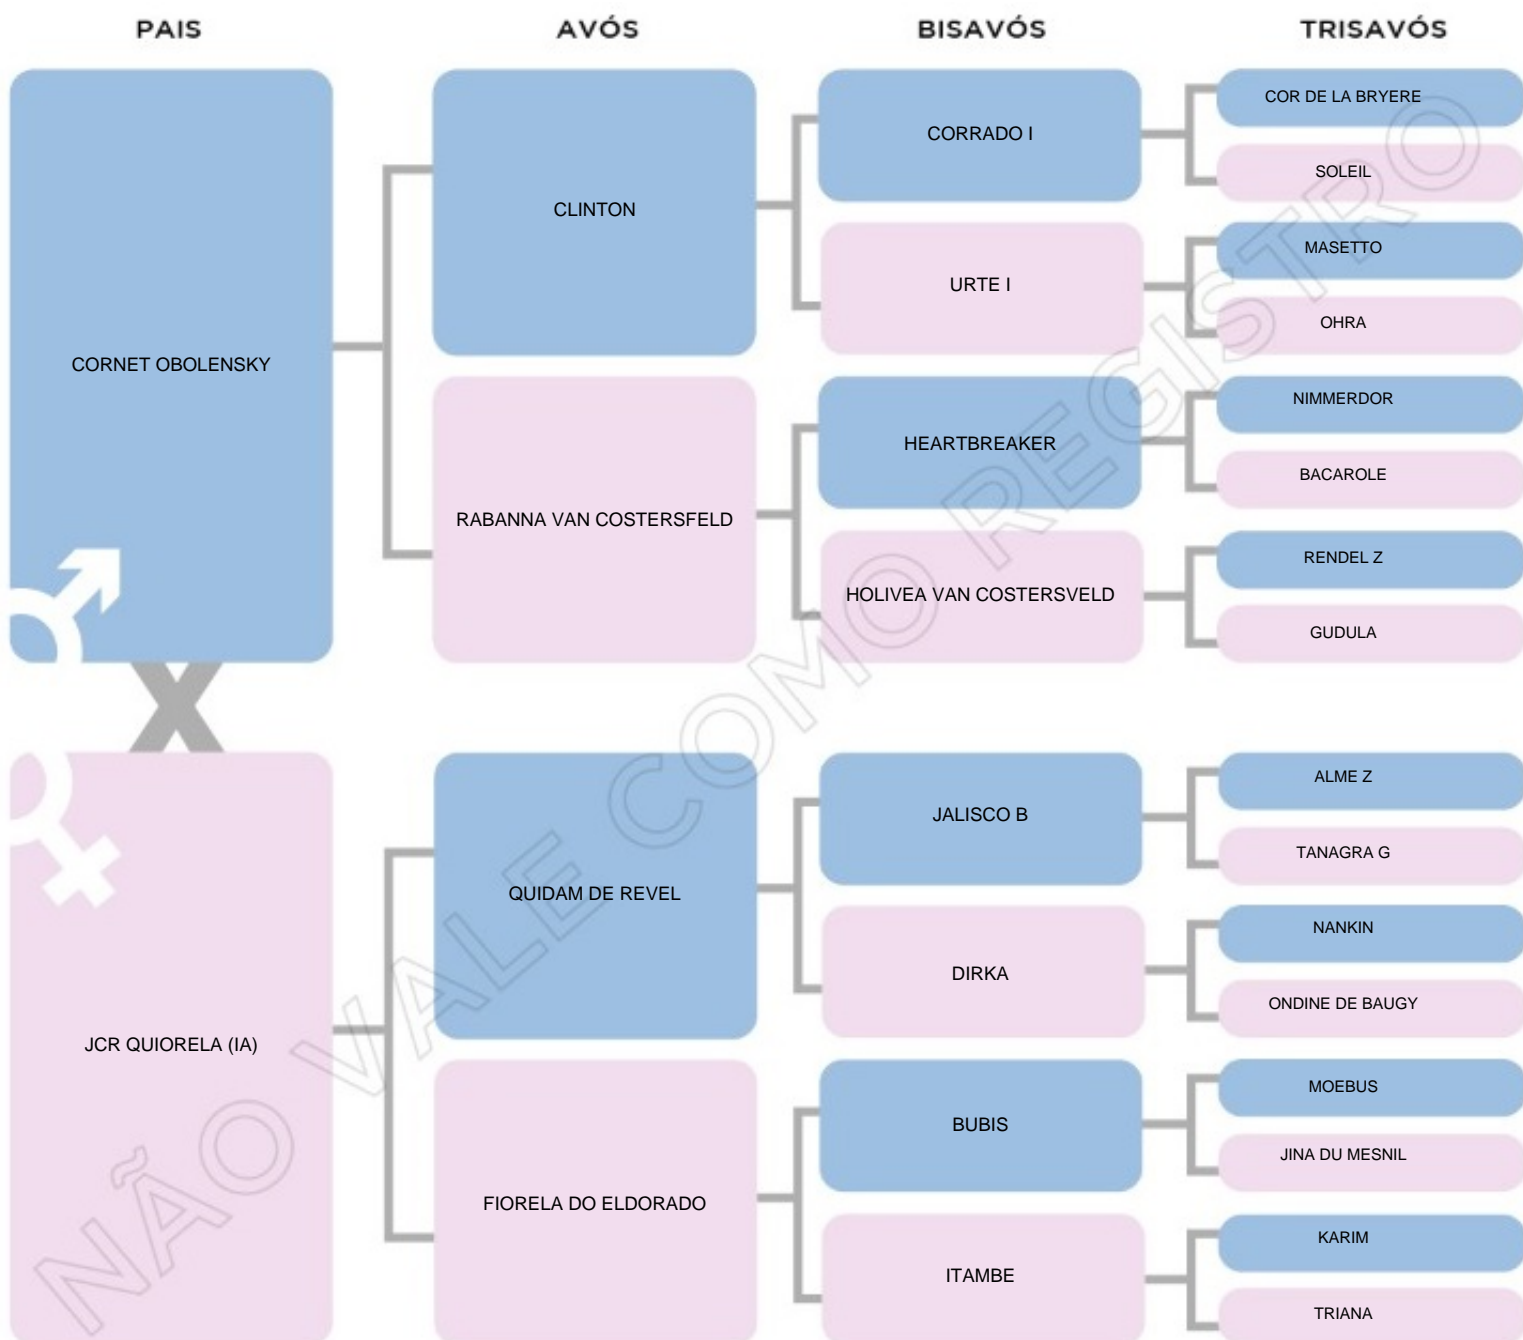 PAIS
AVÓS
BISAVÓS
TRISAVÓS
CORNET OBOLENSKY
CLINTON
RABANNA VAN COSTERSFELD
CORRADO I
URTE I
HEARTBREAKER
HOLIVEA VAN COSTERSVELD
COR DE LA BRYERE
SOLEIL
MASETTO
OHRA
NIMMERDOR
BACAROLE
RENDEL Z
GUDULA
X
JCR QUIORELA (IA)
QUIDAM DE REVEL
FIORELA DO ELDORADO
JALISCO B
DIRKA
BUBIS
ITAMBE
ALME Z
TANAGRA G
NANKIN
ONDINE DE BAUGY
MOEBUS
JINA DU MESNIL
KARIM
TRIANA
NÃO VALE COMO REGISTRO